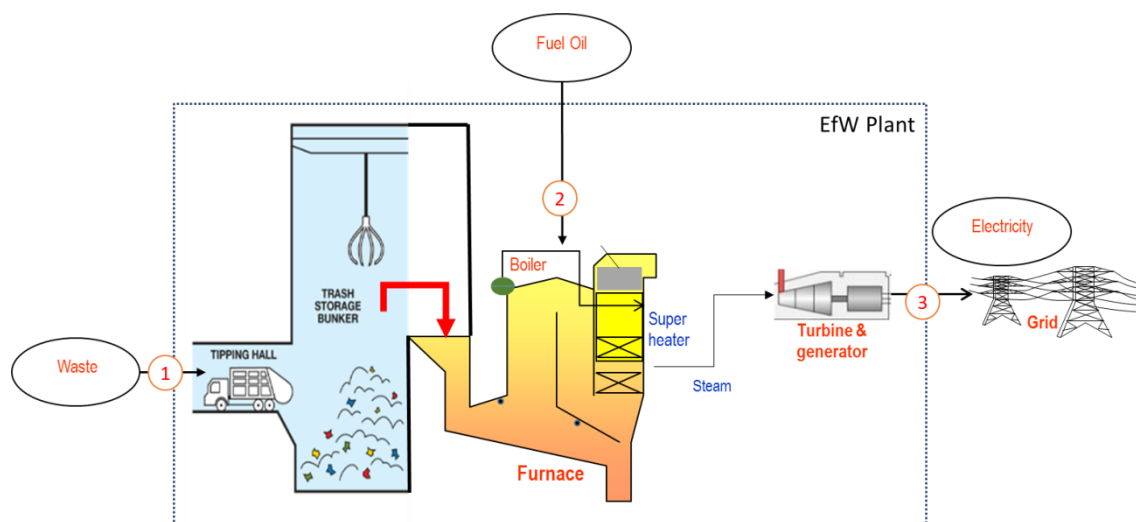 Fuel Oil
EfW Plant
2
Electricity
Boiler
TRASH
STORAGE
BUNKER
Super
heater
3
Turbine &
generator
Grid
TIPPING HALL
Waste
1
Steam
Furnace